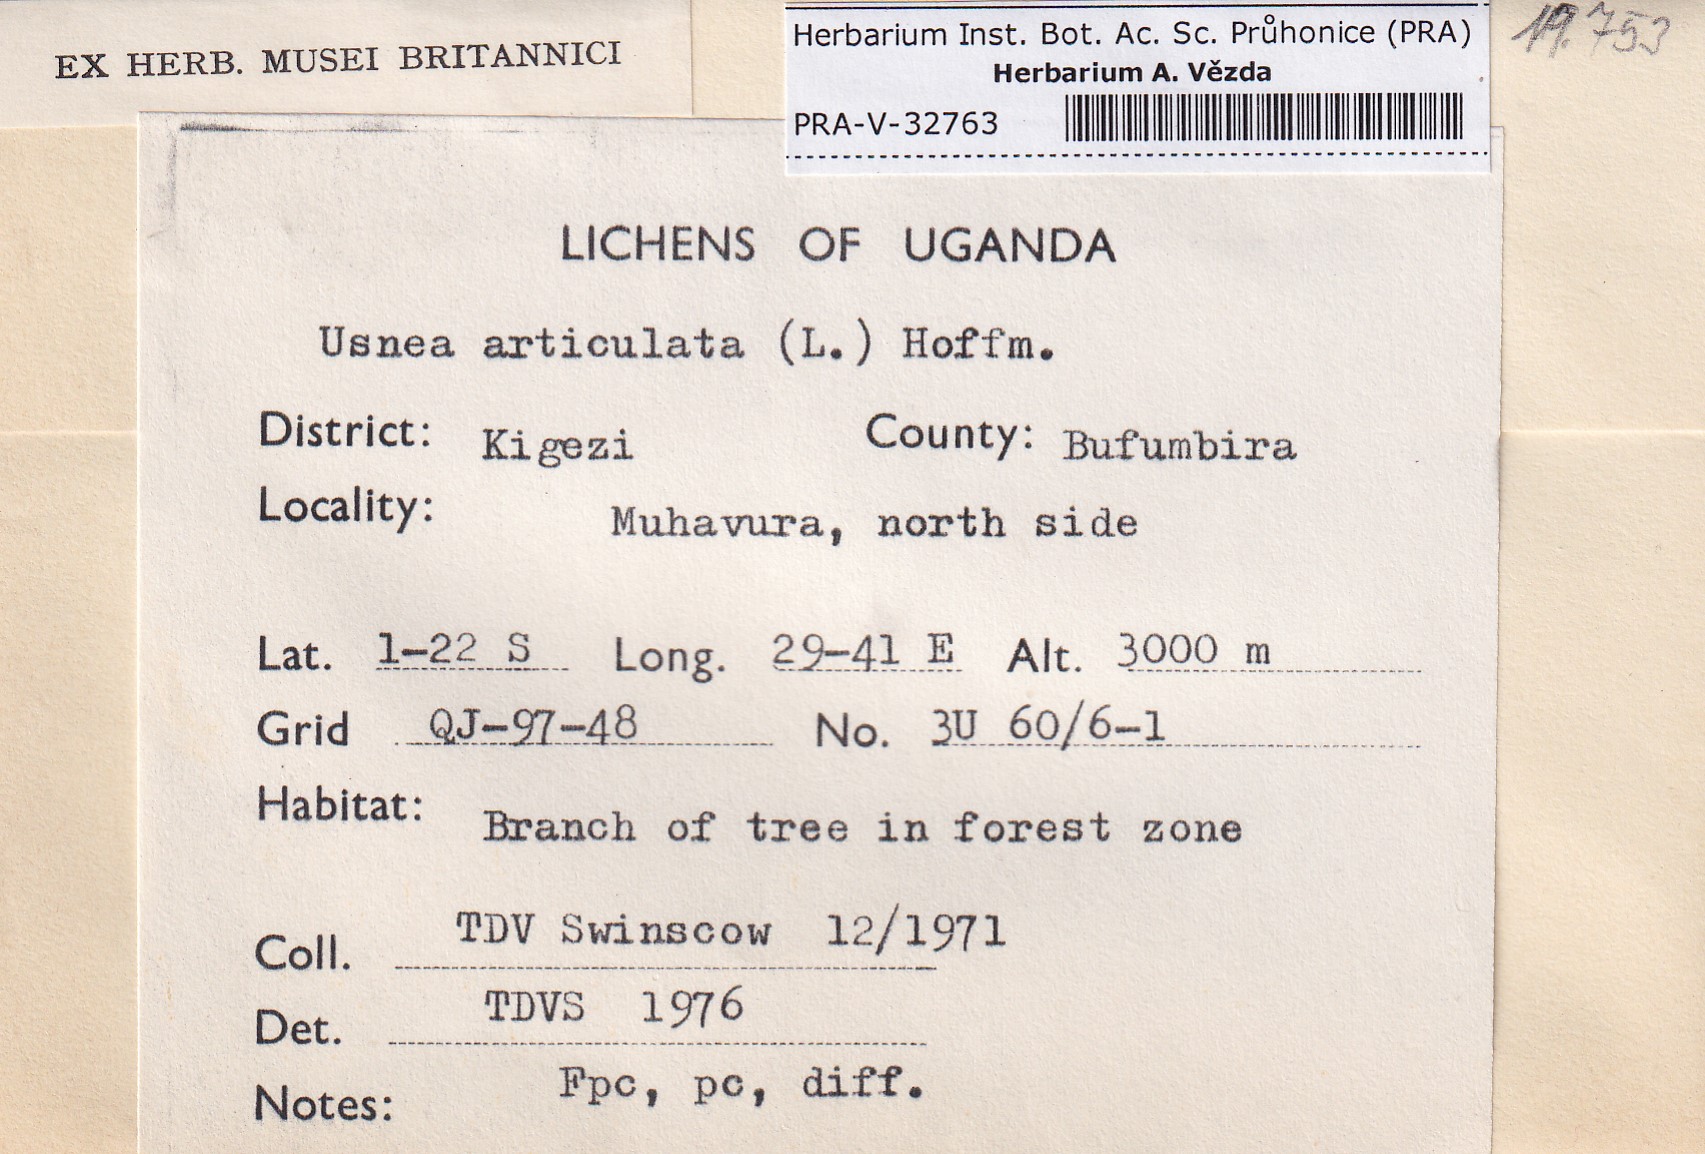 EX HERB. MUSEI BRITANNICI
Herbarium Inst. Bot. Ac. Sc. Průhonice (PRA)
Herbarium A. Vězda
PRA-V-32763
19.753
LICHENS OF UGANDA
Usnea articulata (L.) Hoffm.
District: Kigezi County: Bufumbira
Locality: Muhavura, north side
Lat. 1-22 S Long. 29-41 E Alt. 3000 m
Grid QJ-97-48 No. 3U 60/6-1
Habitat: Branch of tree in forest zone
Coll. TDV Swinscow 12/1971
Det. TDVS 1976
Notes: Fpc, pc, diff.